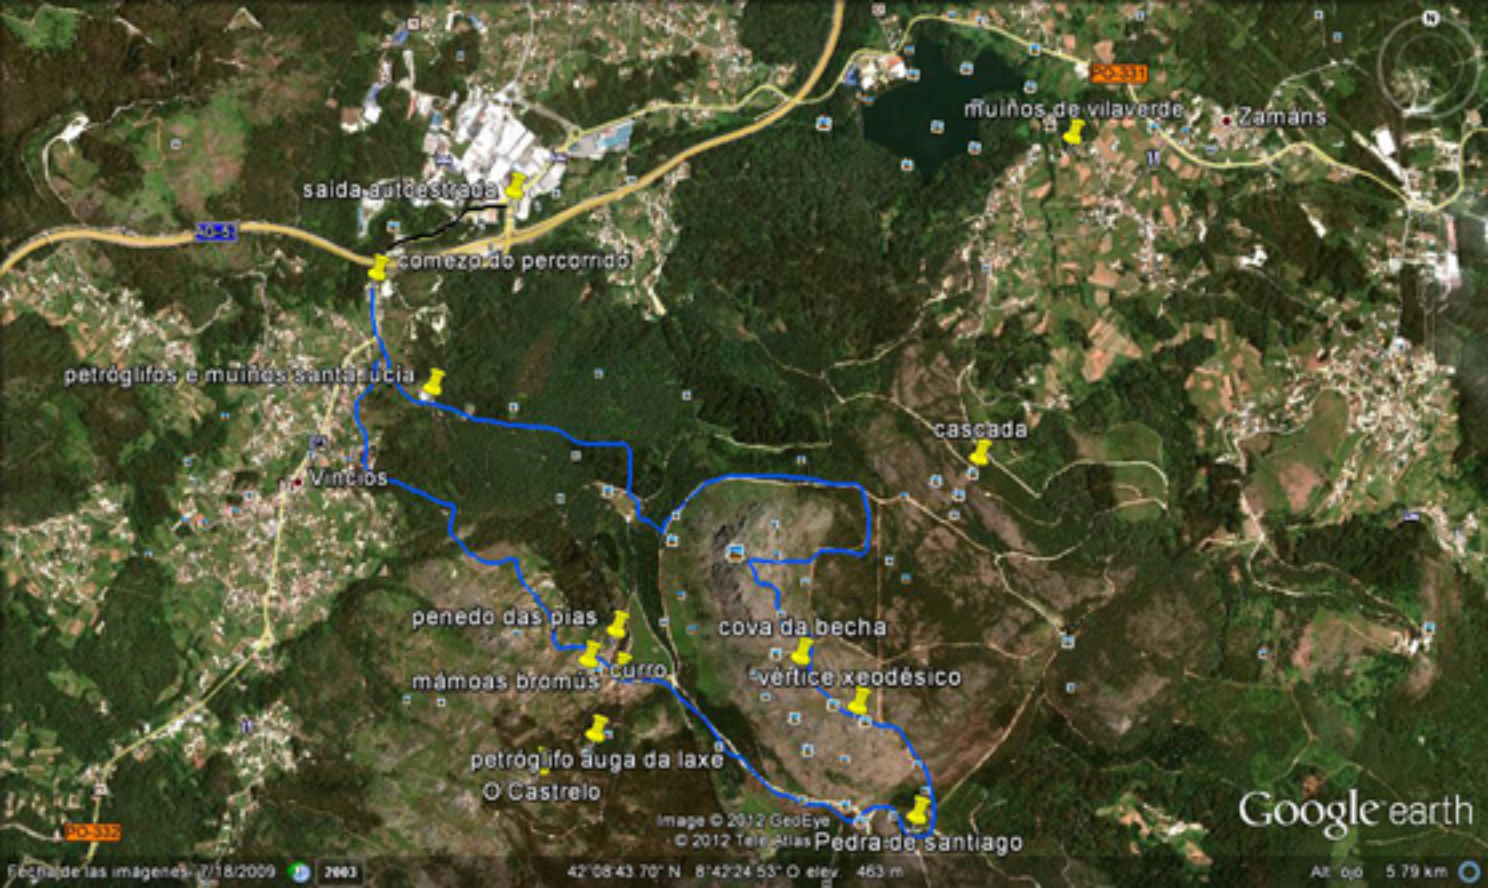 N
PO-331
muiños de vilaverde
Zamáns
saida autoestrada
AG-57
comezo do percorrido
petróglifos e muiños santa lucia
cascada
Vincios
penedo das pias
cova da becha
curro
mámoas bromús
vértice xeodésico
petróglifo auga da laxe
O Castrelo
Google earth
Image © 2012 GeoEye
© 2012 Tele Atlas
Pedra de santiago
PO-332
Fecha de las imágenes: 7/18/2009
2003
42°08'43.70" N 8°42'24.53" O elev. 463 m
Alt. ojo 5.79 km